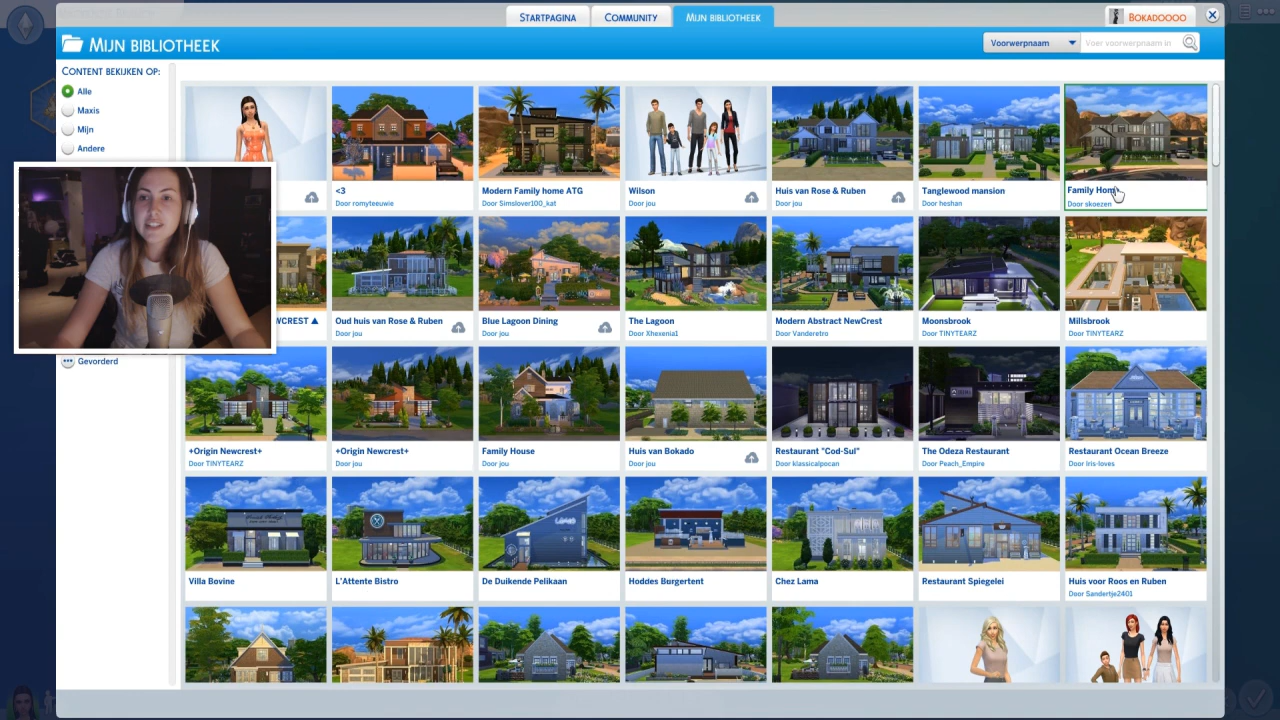 STARTPAGINA
COMMUNITY
MIJN BIBLIOTHEEK
BOKADOOOO
MIJN BIBLIOTHEEK
Voorwerpnaam
Voer voorwerpnaam in
CONTENT BEKIJKEN OP:
Alle
Maxis
Mijn
Andere
Gevorderd
<3
Door romyteeuwie
Modern Family home ATG
Door Simslover100_kat
Wilson
Door jou
Huis van Rose & Ruben
Door jou
Tanglewood mansion
Door heshan
Family Hom
Door skoezen
WCREST ▲
Oud huis van Rose & Ruben
Door jou
Blue Lagoon Dining
Door jou
The Lagoon
Door Xhexenia1
Modern Abstract NewCrest
Door Vanderetro
Moonsbrook
Door TINYTEARZ
Millsbrook
Door TINYTEARZ
+Origin Newcrest+
Door TINYTEARZ
+Origin Newcrest+
Door jou
Family House
Door jou
Huis van Bokado
Door jou
Restaurant "Cod-Sul"
Door klassicalpocan
The Odeza Restaurant
Door Peach_Empire
Restaurant Ocean Breeze
Door Iris-loves
Villa Bovine
L'Attente Bistro
De Duikende Pelikaan
Hoddes Burgertent
Chez Lama
Restaurant Spiegelei
Huis voor Roos en Ruben
Door Sandertje2401